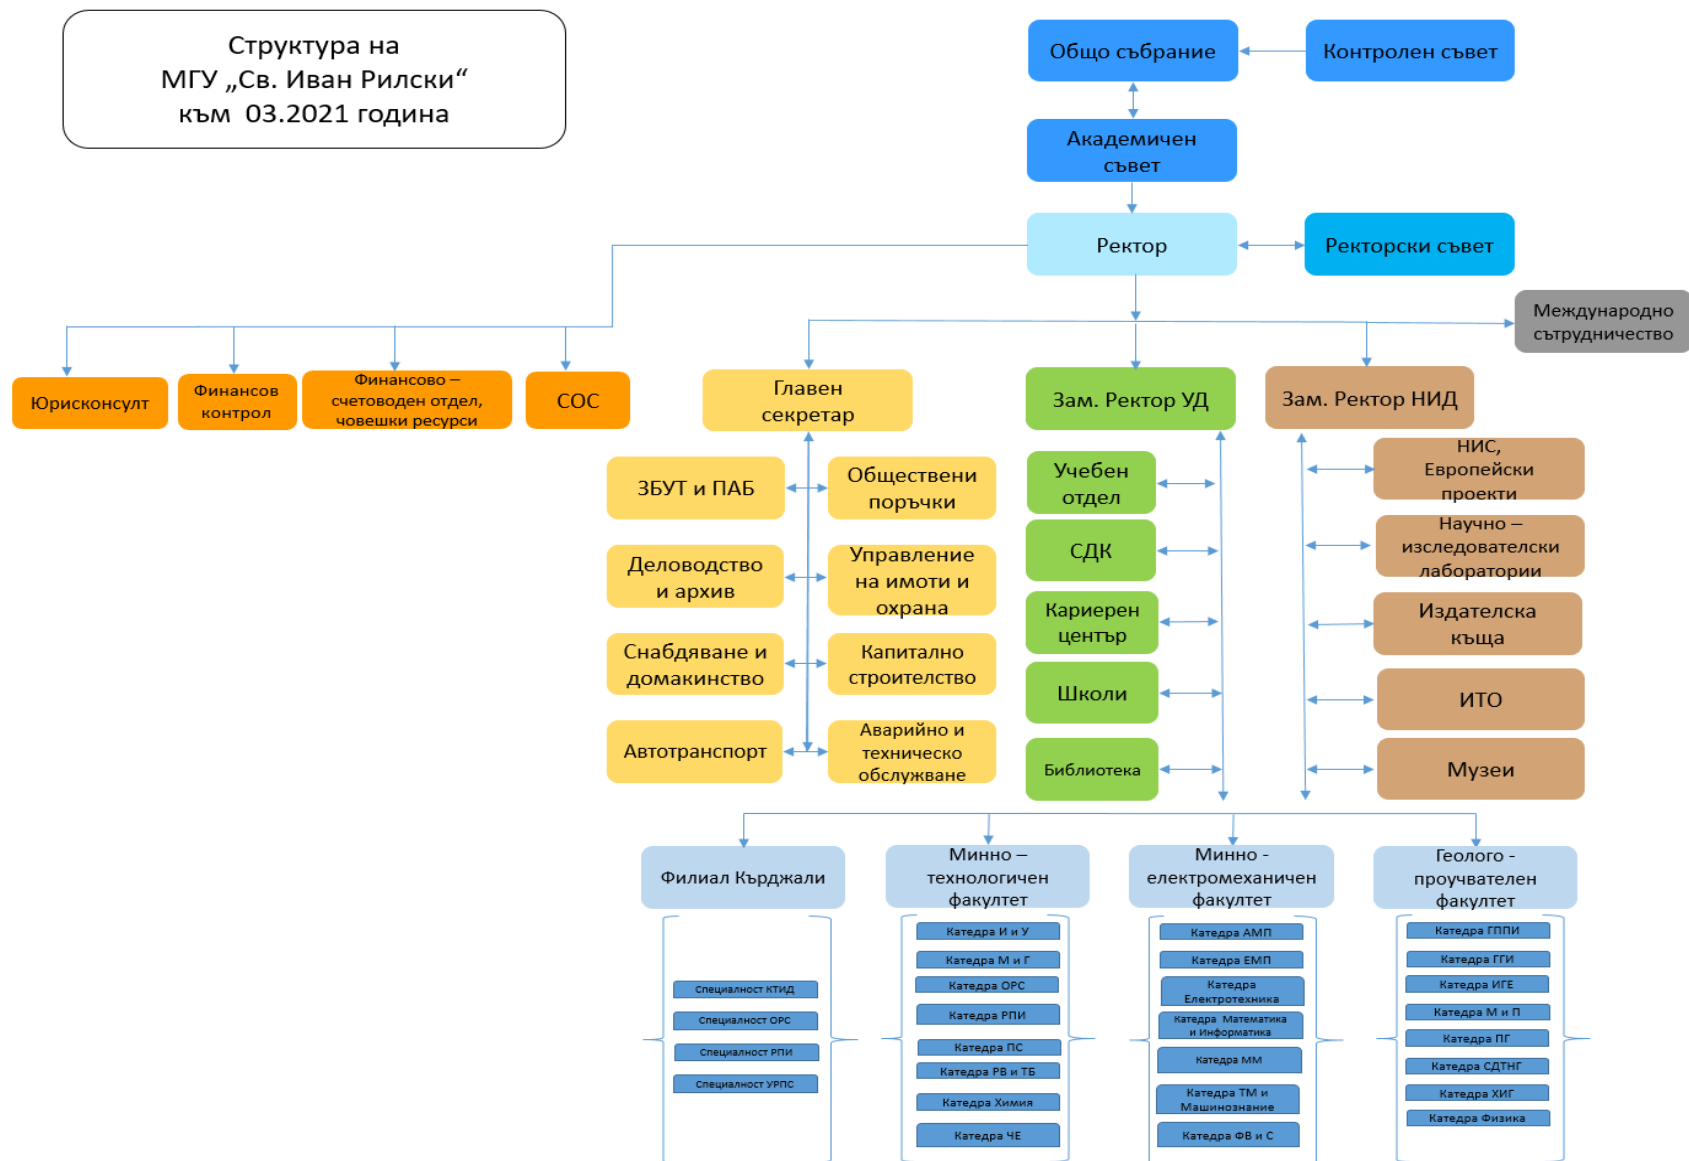 Структура на
МГУ „Св. Иван Рилски“
към 03.2021 година
Общо събрание
Контролен съвет
Академичен
съвет
Ректор
Ректорски съвет
Международно
сътрудничество
Юрисконсулт
Финансов
контрол
Финансово –
счетоводен отдел,
човешки ресурси
СОС
Главен
секретар
Зам. Ректор УД
Зам. Ректор НИД
ЗБУТ и ПАБ
Обществени
поръчки
Деловодство
и архив
Управление
на имоти и
охрана
Снабдяване и
домакинство
Капитално
строителство
Автотранспорт
Аварийно и
техническо
обслужване
Учебен
отдел
СДК
Кариерен
център
Школи
Библиотека
НИС,
Европейски
проекти
Научно –
изследователски
лаборатории
Издателска
къща
ИТО
Музеи
Филиал Кърджали
Специалност КТИД
Специалност ОРС
Специалност РПИ
Специалност УРПС
Минно –
технологичен
факултет
Катедра И и У
Катедра М и Г
Катедра ОРС
Катедра РПИ
Катедра ПС
Катедра РВ и ТБ
Катедра Химия
Катедра ЧЕ
Минно -
електромеханичен
факултет
Катедра АМП
Катедра ЕМП
Катедра
Електротехника
Катедра Математика
и Информатика
Катедра ММ
Катедра ТМ и
Машинознание
Катедра ФВ и С
Геолого -
проучвателен
факултет
Катедра ГППИ
Катедра ГГИ
Катедра ИГЕ
Катедра М и П
Катедра ПГ
Катедра СДТНГ
Катедра ХИГ
Катедра Физика